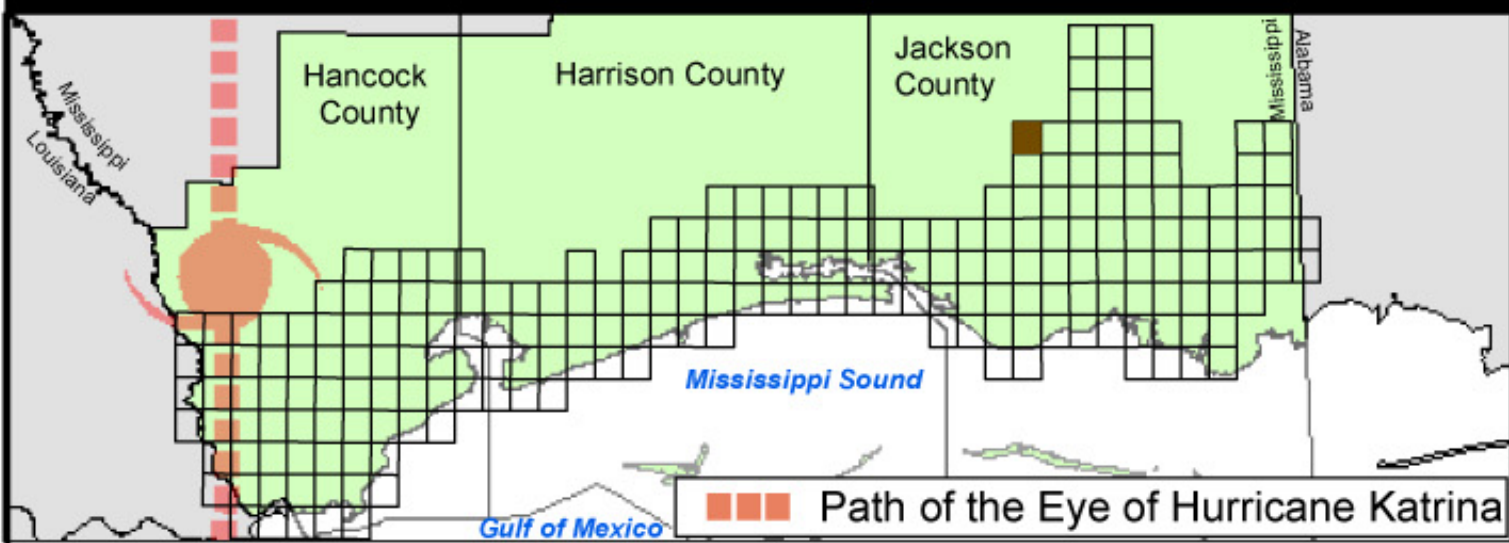 Hancock
County
Harrison County
Jackson
County
Mississippi
Alabama
Mississippi
Louisiana
Mississippi Sound
Gulf of Mexico
Path of the Eye of Hurricane Katrina